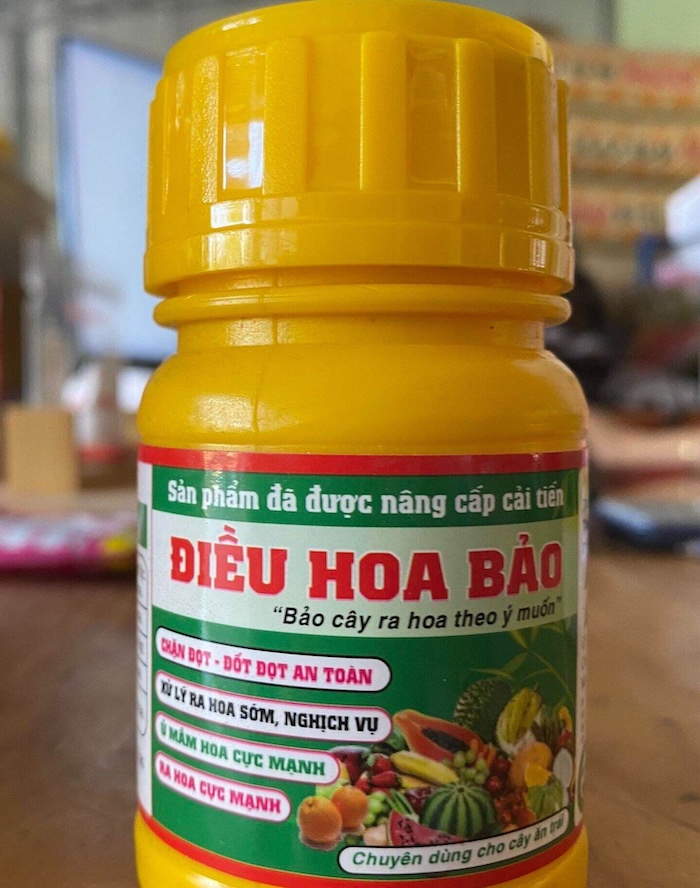 Sản phẩm đã được nâng cấp cải tiến
ĐIỀU HOA BẢO
"Bảo cây ra hoa theo ý muốn"
CHẶN ĐỌT - ĐỐT ĐỌT AN TOÀN
XỬ LÝ RA HOA SỚM, NGHỊCH VỤ
Ủ MẦM HOA CỰC MẠNH
RA HOA CỰC MẠNH
Chuyên dùng cho cây ăn trái